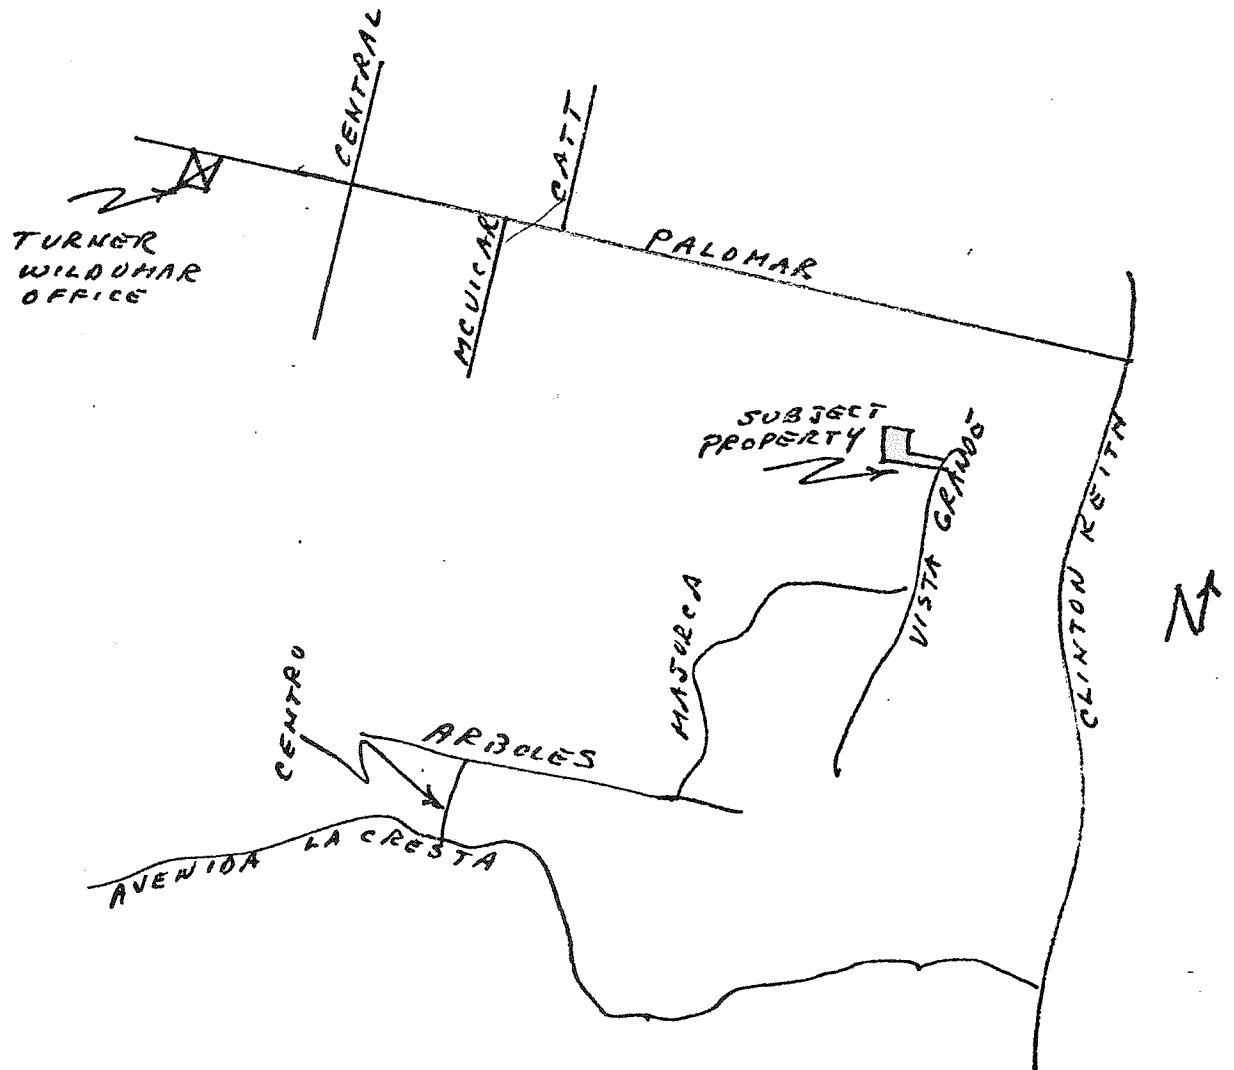 CENTRAL
CATT
TURNER
WILDOMAR
OFFICE
MCVICAR
PALOMAR
SUBJECT
PROPERTY
VISTA GRANDE
CLINTON KEITH
N
MAJORCA
CENTRO
ARBOLES
AVENIDA LA CRESTA